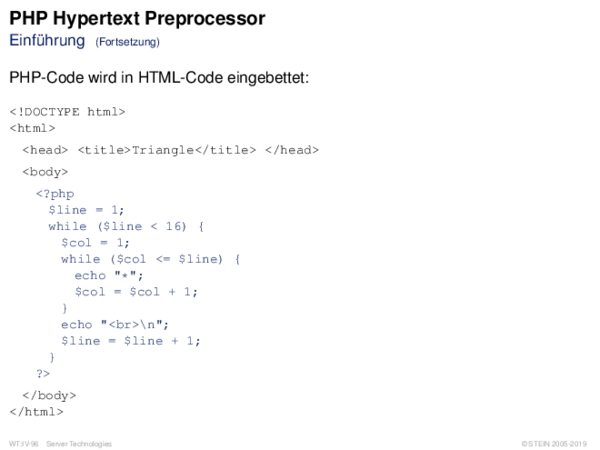 PHP Hypertext Preprocessor
Einführung (Fortsetzung)
PHP-Code wird in HTML-Code eingebettet:
<!DOCTYPE html>
<html>
<head> <title>Triangle</title> </head>
<body>
<?php
$line = 1;
while ($line < 16) {
$col = 1;
while ($col <= $line) {
echo "*";
$col = $col + 1;
}
echo "<br>\n";
$line = $line + 1;
}
?>
</body>
</html>
WT:IV-96 Server Technologies © STEIN 2005-2019